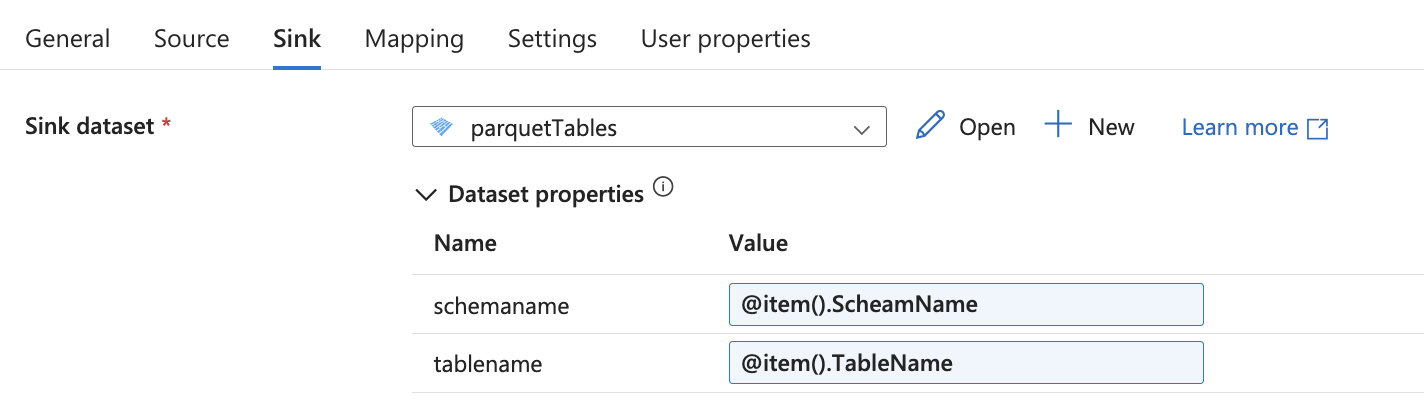 General Source Sink Mapping Settings User properties
Sink dataset * parquetTables Open New Learn more
Dataset properties
Name Value
schemaname @item().ScheamName
tablename @item().TableName